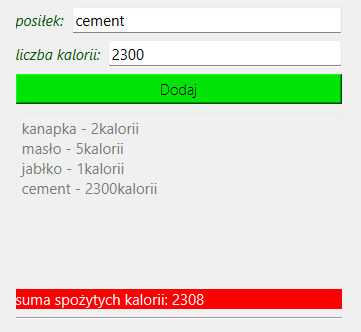 posiłek: cement
liczba kalorii: 2300
Dodaj
kanapka - 2kalorii
masło - 5kalorii
jabłko - 1kalorii
cement - 2300kalorii
suma spożytych kalorii: 2308